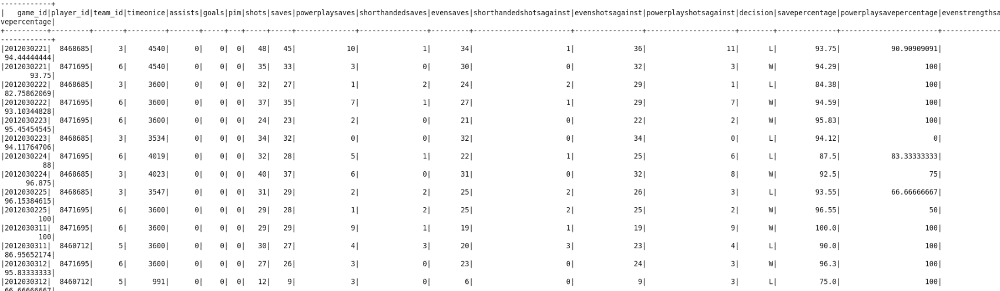 ------------+
|   game_id|player_id|team_id|timeonice|assists|goals|pim|shots|saves|powerplaysaves|shorthandedsaves|evensaves|shorthandedshotsagainst|evenshotsagainst|powerplayshotsagainst|decision|savepercentage|powerplaysavepercentage|evenstrengthsa
vepercentage|
+----------+---------+-------+---------+-------+-----+---+-----+-----+--------------+----------------+---------+-----------------------+----------------+---------------------+--------+--------------+-----------------------+--------------
------------+
|2012030221|  8468685|      3|     4540|      0|    0|  0|   48|   45|            10|               1|       34|                      1|              36|                   11|       L|         93.75|            90.90909091|
 94.44444444|
|2012030221|  8471695|      6|     4540|      0|    0|  0|   35|   33|             3|               0|       30|                      0|              32|                    3|       W|         94.29|                    100|
       93.75|
|2012030222|  8468685|      3|     3600|      0|    0|  0|   32|   27|             1|               2|       24|                      2|              29|                    1|       L|         84.38|                    100|
 82.75862069|
|2012030222|  8471695|      6|     3600|      0|    0|  0|   37|   35|             7|               1|       27|                      1|              29|                    7|       W|         94.59|                    100|
 93.10344828|
|2012030223|  8471695|      6|     3600|      0|    0|  0|   24|   23|             2|               0|       21|                      0|              22|                    2|       W|         95.83|                    100|
 95.45454545|
|2012030223|  8468685|      3|     3534|      0|    0|  0|   34|   32|             0|               0|       32|                      0|              34|                    0|       L|         94.12|                      0|
 94.11764706|
|2012030224|  8471695|      6|     4019|      0|    0|  0|   32|   28|             5|               1|       22|                      1|              25|                    6|       L|          87.5|            83.33333333|
          88|
|2012030224|  8468685|      3|     4023|      0|    0|  0|   40|   37|             6|               0|       31|                      0|              32|                    8|       W|          92.5|                     75|
      96.875|
|2012030225|  8468685|      3|     3547|      0|    0|  0|   31|   29|             2|               2|       25|                      2|              26|                    3|       L|         93.55|            66.66666667|
 96.15384615|
|2012030225|  8471695|      6|     3600|      0|    0|  0|   29|   28|             1|               2|       25|                      2|              25|                    2|       W|         96.55|                     50|
         100|
|2012030311|  8471695|      6|     3600|      0|    0|  0|   29|   29|             9|               1|       19|                      1|              19|                    9|       W|         100.0|                    100|
         100|
|2012030311|  8460712|      5|     3600|      0|    0|  0|   30|   27|             4|               3|       20|                      3|              23|                    4|       L|          90.0|                    100|
 86.95652174|
|2012030312|  8471695|      6|     3600|      0|    0|  0|   27|   26|             3|               0|       23|                      0|              24|                    3|       W|          96.3|                    100|
 95.83333333|
|2012030312|  8460712|      5|      991|      0|    0|  0|   12|    9|             3|               0|        6|                      0|               9|                    3|       L|          75.0|                    100|
 66.66666667|